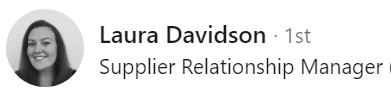 Laura Davidson · 1st
Supplier Relationship Manager (